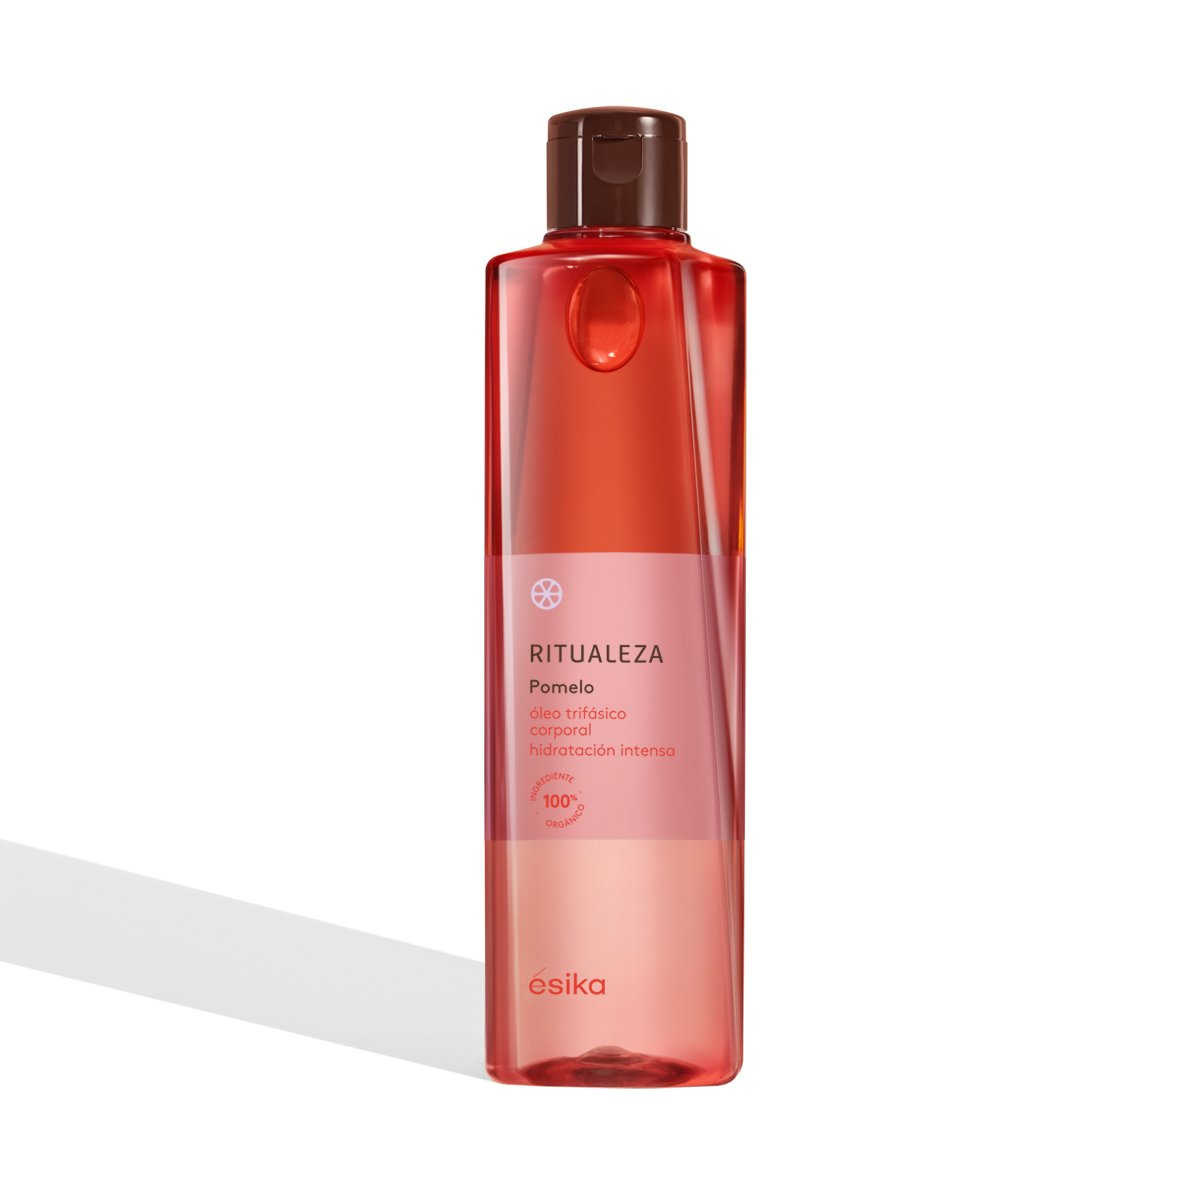 RITUALEZA
Pomelo
óleo trifásico
corporal
hidratación intensa
INGREDIENTE
100%
ORGÁNICO
ésika